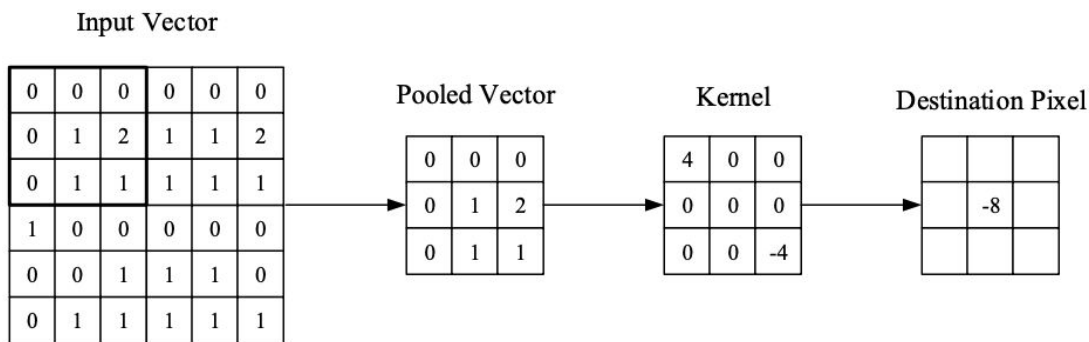 Input Vector
Pooled Vector
Kernel
Destination Pixel
0 0 0 0 0 0
0 1 2 1 1 2
0 1 1 1 1 1
1 0 0 0 0 0
0 0 1 1 1 0
0 1 1 1 1 1
0 0 0
0 1 2
0 1 1
4 0 0
0 0 0
0 0 -4
-8